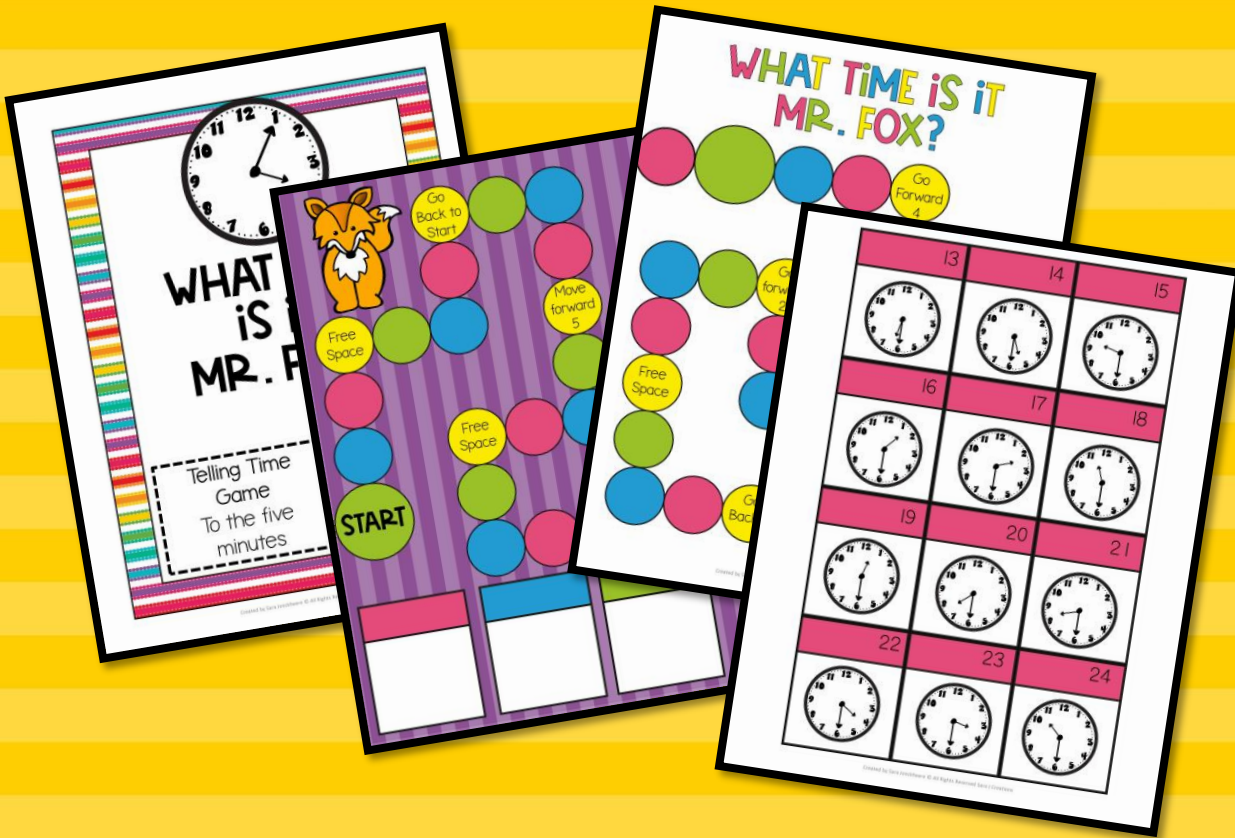 WHAT
iS
MR. F
Telling Time
Game
To the five
minutes
Go
Back to
Start
Move
forward
5
Free
Space
Free
Space
START
WHAT TiME iS iT
MR. FOX?
Go
Forward
4
Free
Space
13 14 15
16 17 18
19 20 21
22 23 24